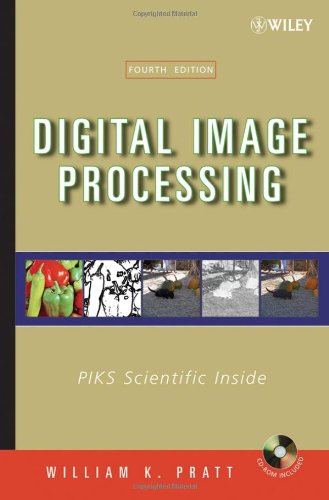 WILEY
FOURTH EDITION
DIGITAL IMAGE
PROCESSING
PIKS Scientific Inside
CD-ROM INCLUDED
WILLIAM K. PRATT